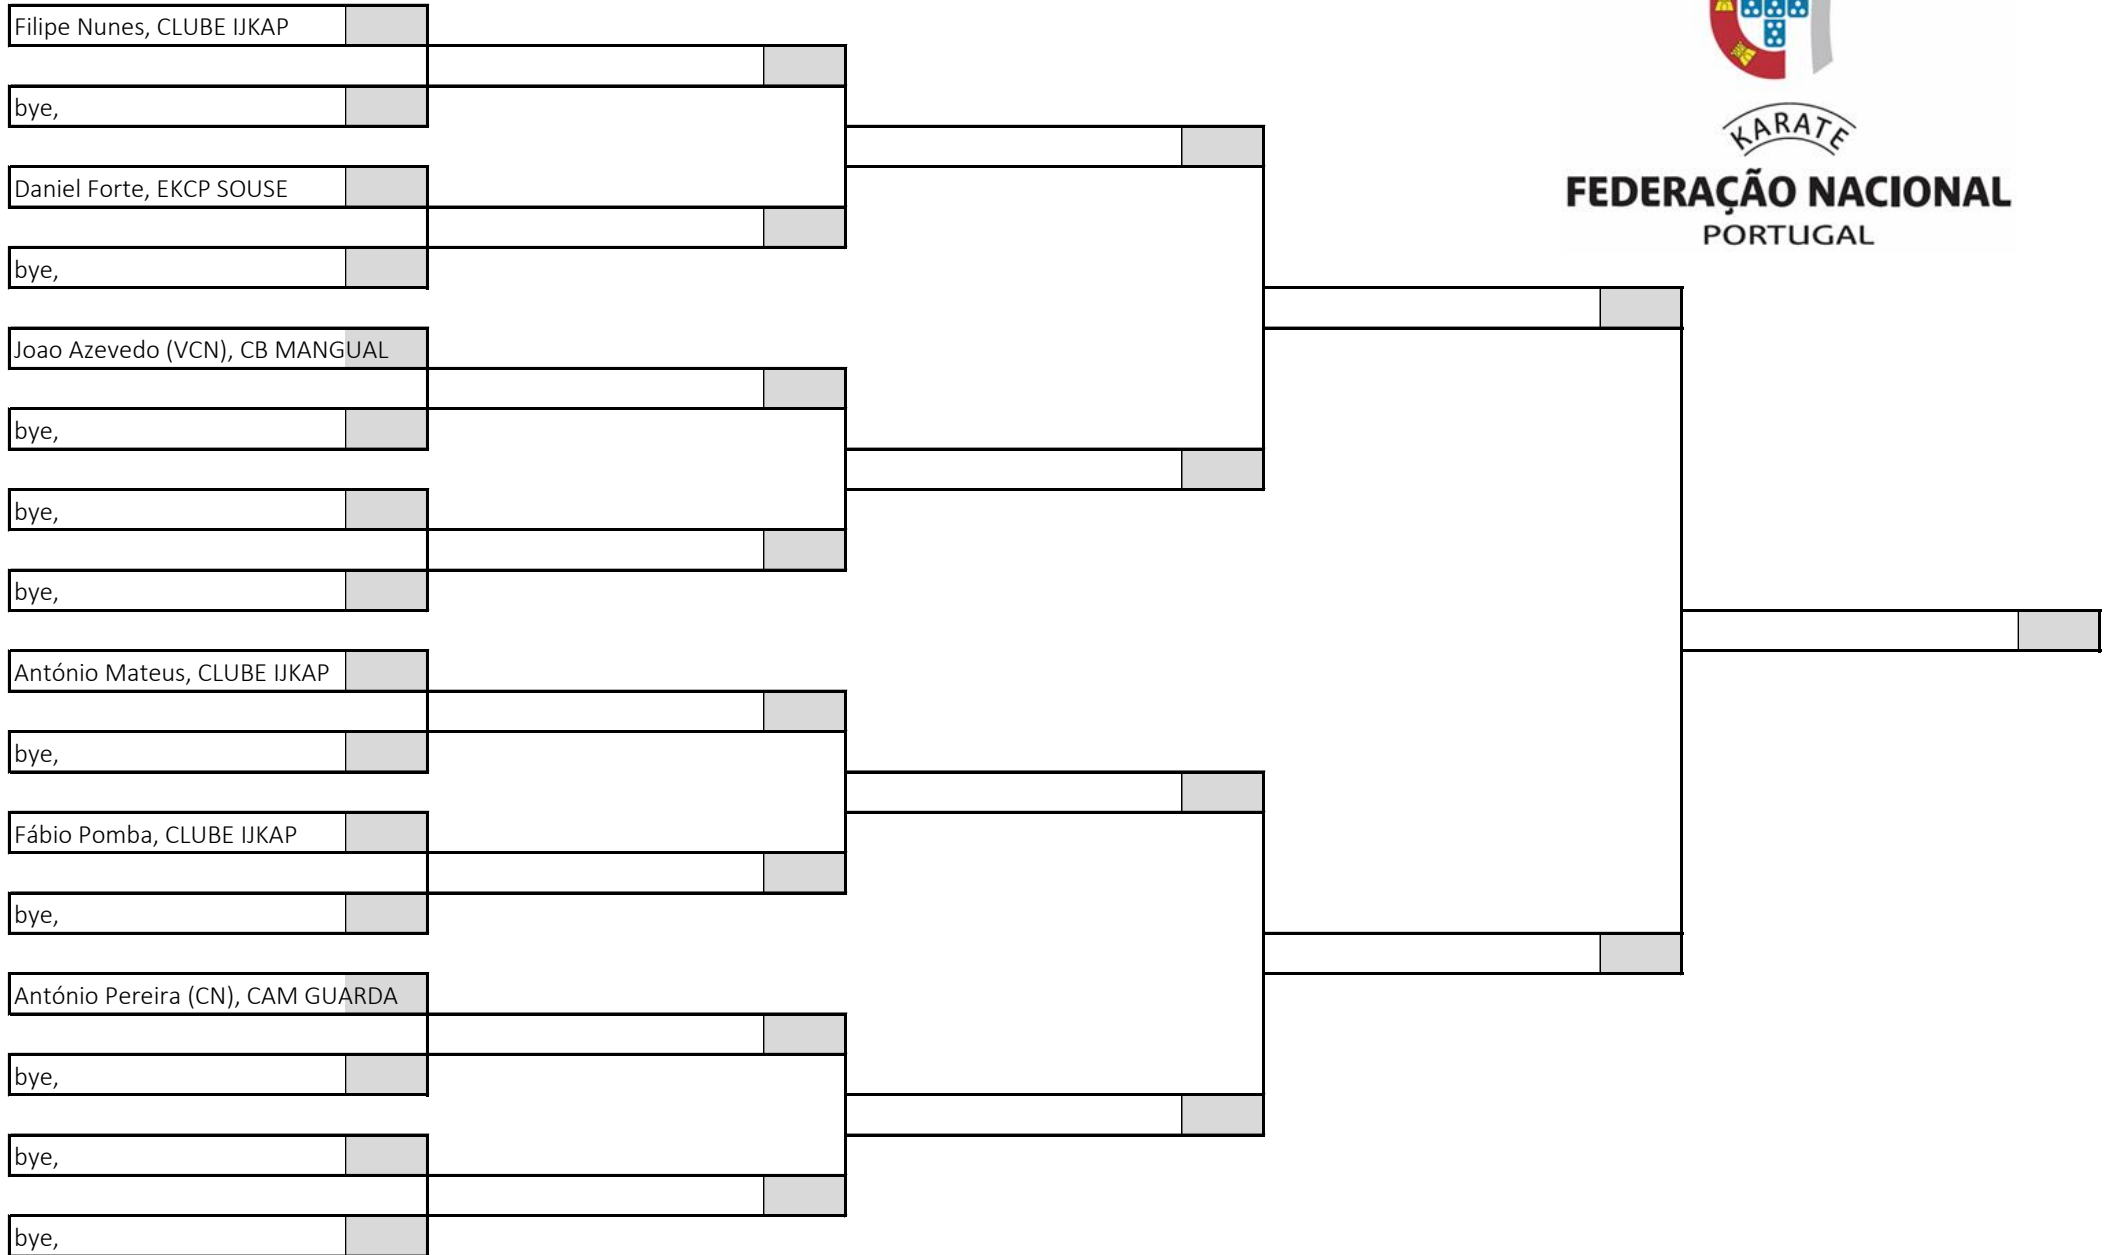 Filipe Nunes, CLUBE IJKAP
bye,
Daniel Forte, EKCP SOUSE
bye,
Joao Azevedo (VCN), CB MANGUAL
bye,
bye,
bye,
António Mateus, CLUBE IJKAP
bye,
Fábio Pomba, CLUBE IJKAP
bye,
António Pereira (CN), CAM GUARDA
bye,
bye,
bye,
KARATE
FEDERAÇÃO NACIONAL
PORTUGAL